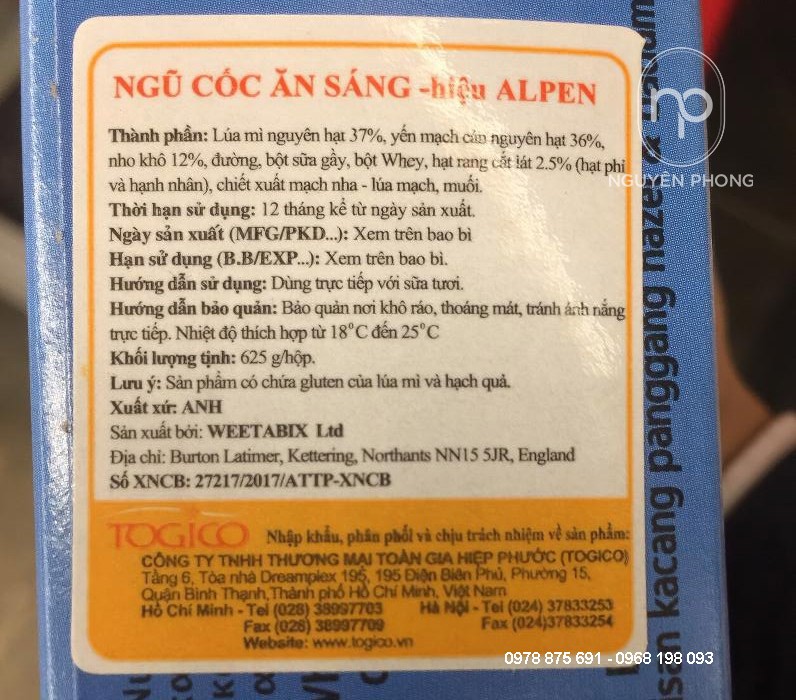 NGŨ CỐC ĂN SÁNG -hiệu ALPEN
Thành phần: Lúa mì nguyên hạt 37%, yến mạch cán nguyên hạt 36%,
nho khô 12%, đường, bột sữa gầy, bột Whey, hạt rang cắt lát 2.5% (hạt phỉ
và hạnh nhân), chiết xuất mạch nha - lúa mạch, muối.
Thời hạn sử dụng: 12 tháng kể từ ngày sản xuất.
Ngày sản xuất (MFG/PKD...): Xem trên bao bì
Hạn sử dụng (B.B/EXP...): Xem trên bao bì.
Hướng dẫn sử dụng: Dùng trực tiếp với sữa tươi.
Hướng dẫn bảo quản: Bảo quản nơi khô ráo, thoáng mát, tránh ánh nắng
trực tiếp. Nhiệt độ thích hợp từ 18°C đến 25°C
Khối lượng tịnh: 625 g/hộp.
Lưu ý: Sản phẩm có chứa gluten của lúa mì và hạch quả.
Xuất xứ: ANH
Sản xuất bởi: WEETABIX Ltd
Địa chỉ: Burton Latimer, Kettering, Northants NN15 5JR, England
Số XNCB: 27217/2017/ATTP-XNCB
TOGICO Nhập khẩu, phân phối và chịu trách nhiệm về sản phẩm:
CÔNG TY TNHH THƯƠNG MẠI TOÀN GIA HIỆP PHƯỚC (TOGICO)
Tầng 6, Tòa nhà Dreamplex 195, 195 Điện Biên Phủ, Phường 15,
Quận Bình Thạnh,Thành phố Hồ Chí Minh, Việt Nam
Hồ Chí Minh - Tel (028) 38997703 Hà Nội - Tel (024) 37833253
Fax (028) 38997709 Fax (024)37833254
Website: www.togico.vn
NGUYÊN PHONG
0978 875 691 - 0968 198 093
kacang panggang